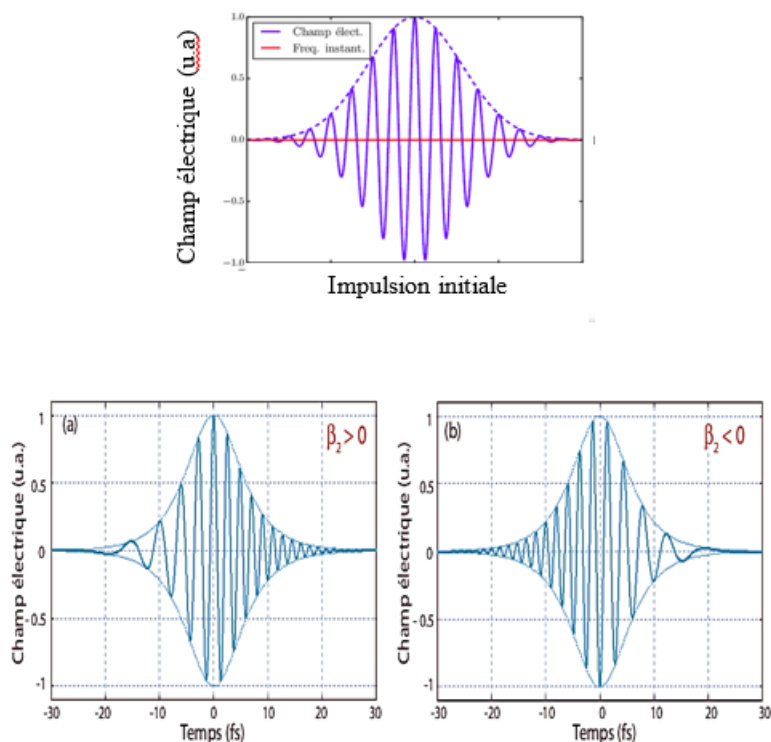 1.0
Champ élect.
Freq. instant.
0.5
0.0
−0.5
−1.0
Champ électrique (u.a)
Impulsion initiale
(a)
β2 > 0
1
0.5
0
-0.5
-1
Champ électrique (u.a.)
-30 -20 -10 0 10 20 30
Temps (fs)
(b)
β2 < 0
1
0.5
0
-0.5
-1
Champ électrique (u.a.)
-30 -20 -10 0 10 20 30
Temps (fs)